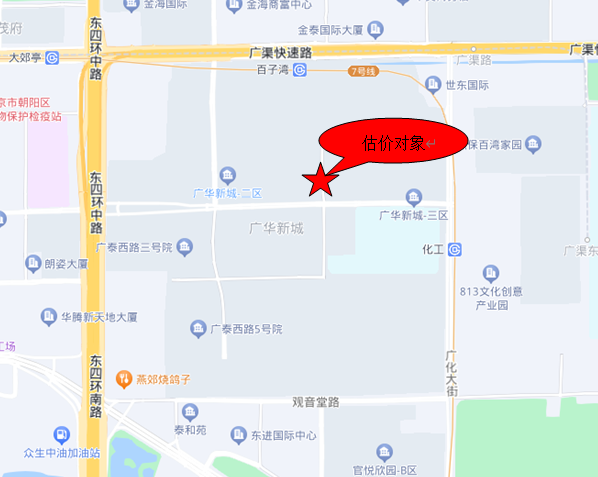 金海国际
金海商富中心
茂府
东四环中路
金泰国际大厦
大郊亭
广渠快速路
广渠快
百子湾
7号线
广渠路
世东国际
京市朝阳区
物保护检疫站
估价对象
保百湾家园
东四环中路
广华新城-二区
广华新城-三区
广华新城
广泰西路三号院
化工
广渠东
朗姿大厦
813文化创意
产业园
华腾新天地大厦
广泰西路5号院
工场
东四环南路
广化大街
燕郊烧鸽子
观音堂路
泰和苑
众生中油加油站
东进国际中心
官悦欣园-B区